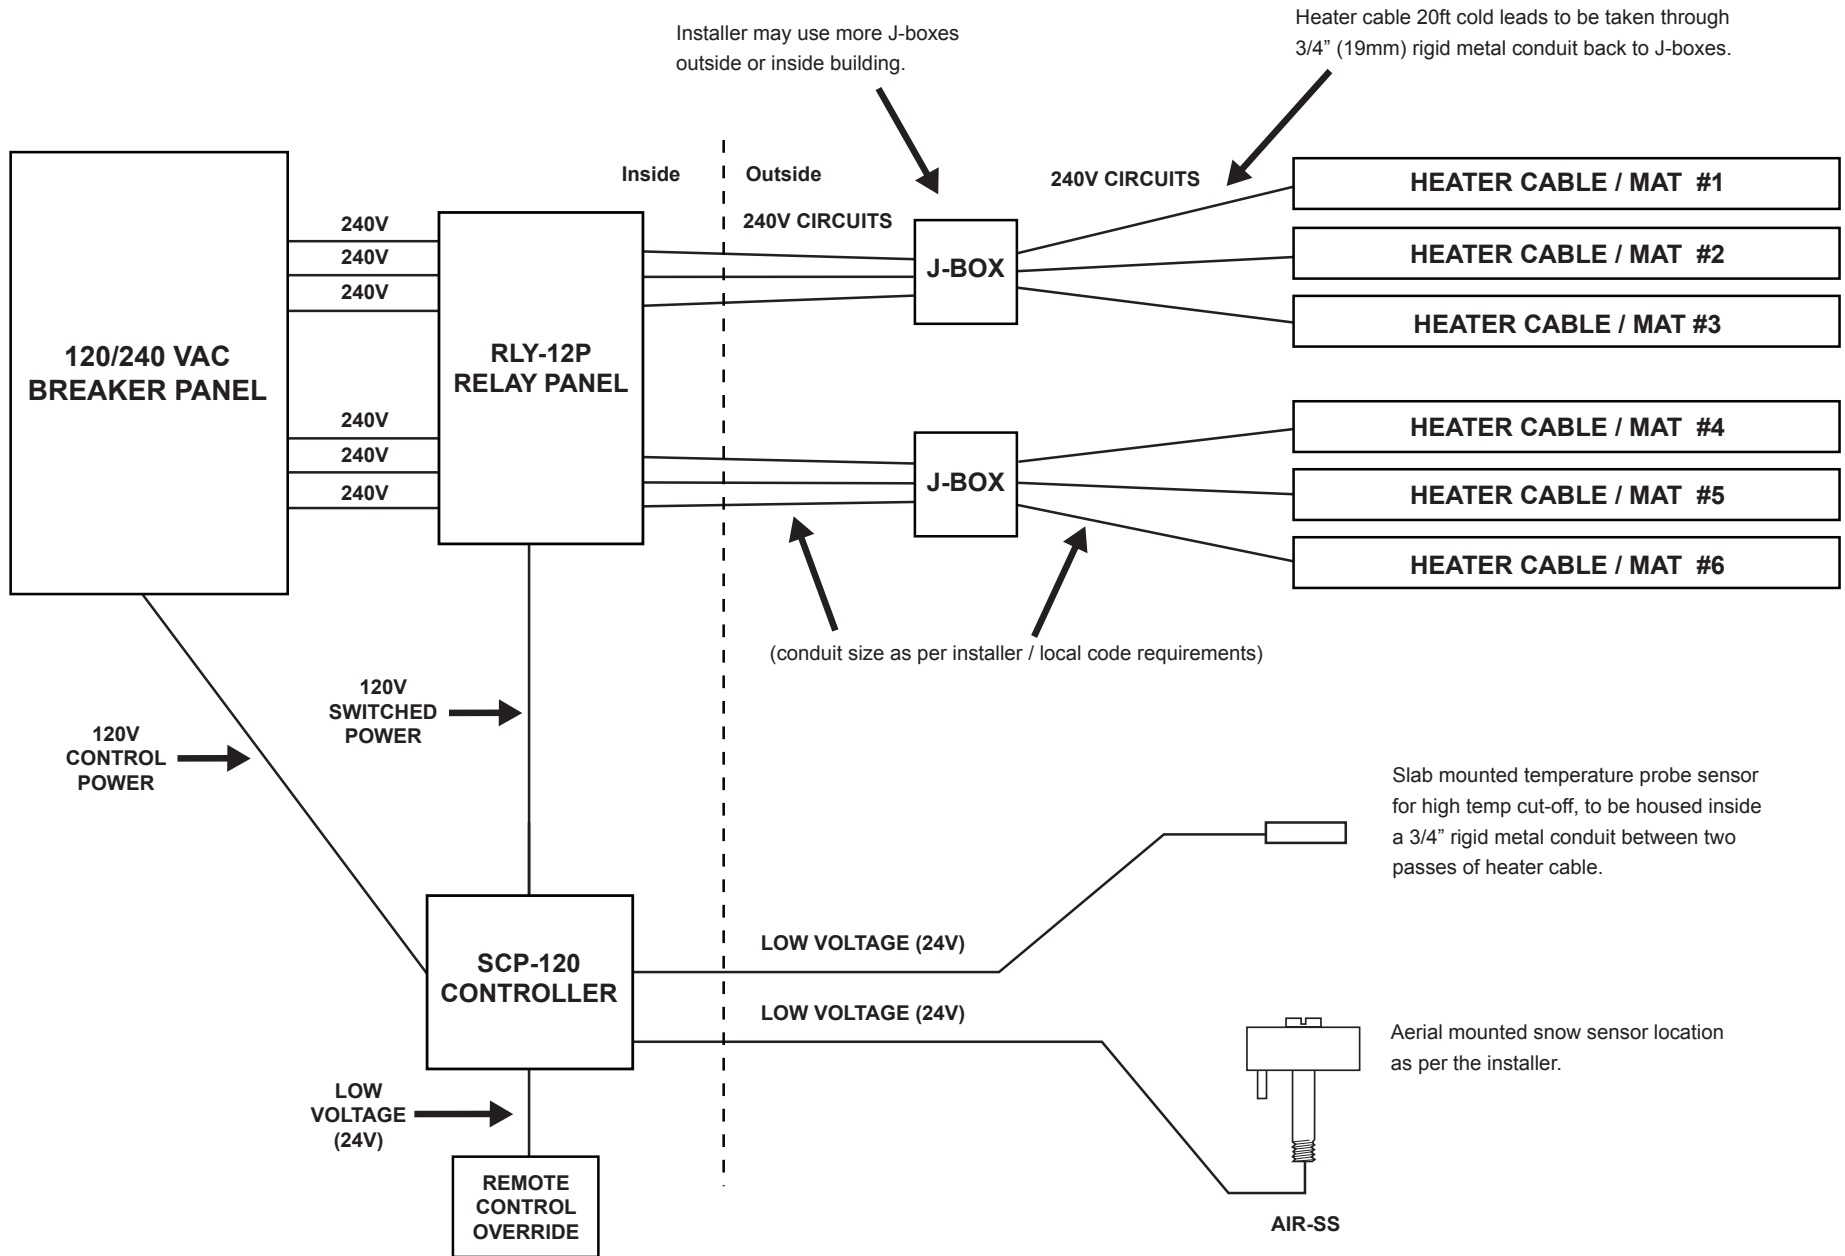 Installer may use more J-boxes
outside or inside building.
Heater cable 20ft cold leads to be taken through
3/4” (19mm) rigid metal conduit back to J-boxes.
Inside
Outside
240V CIRCUITS
240V CIRCUITS
240V
240V
240V
120/240 VAC
BREAKER PANEL
240V
240V
240V
RLY-12P
RELAY PANEL
J-BOX
J-BOX
HEATER CABLE / MAT #1
HEATER CABLE / MAT #2
HEATER CABLE / MAT #3
HEATER CABLE / MAT #4
HEATER CABLE / MAT #5
HEATER CABLE / MAT #6
(conduit size as per installer / local code requirements)
120V
SWITCHED
POWER
120V
CONTROL
POWER
Slab mounted temperature probe sensor
for high temp cut-off, to be housed inside
a 3/4” rigid metal conduit between two
passes of heater cable.
SCP-120
CONTROLLER
LOW VOLTAGE (24V)
LOW VOLTAGE (24V)
Aerial mounted snow sensor location
as per the installer.
LOW
VOLTAGE
(24V)
REMOTE
CONTROL
OVERRIDE
AIR-SS